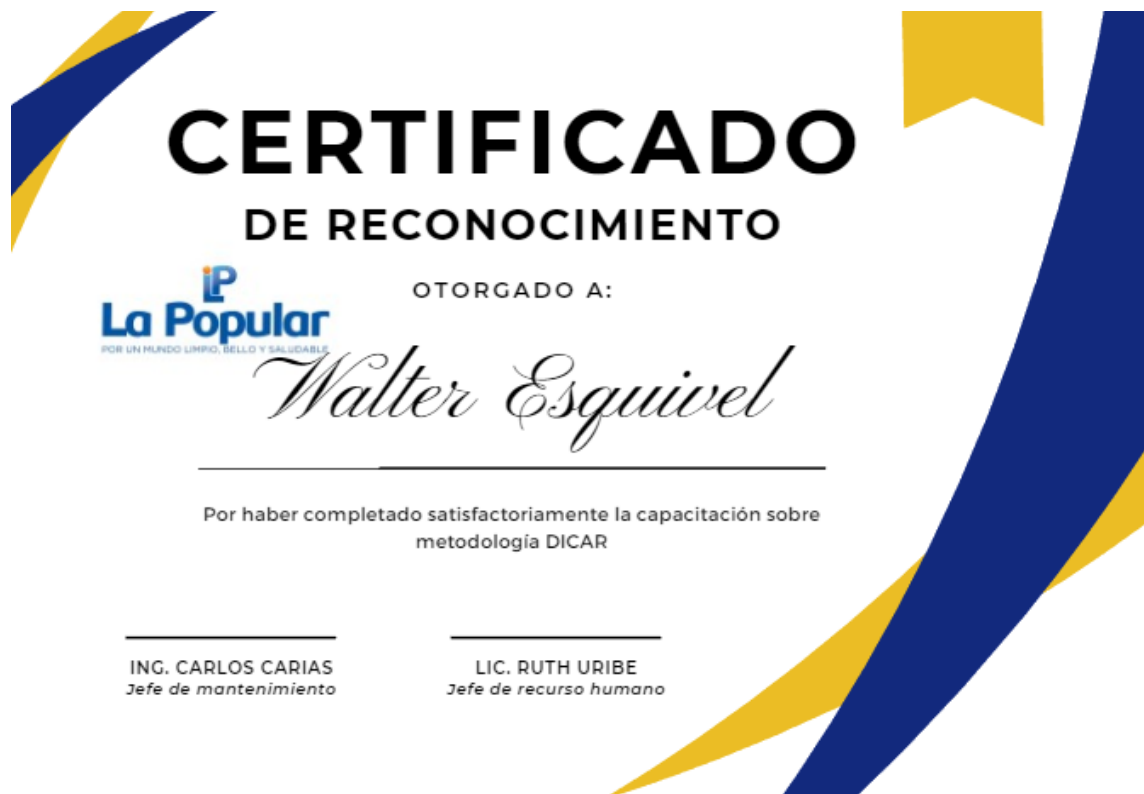 CERTIFICADO
DE RECONOCIMIENTO
OTORGADO A:
LP
La Popular
POR UN MUNDO LIMPIO, BELLO Y SALUDABLE
Walter Esquivel
Por haber completado satisfactoriamente la capacitación sobre
metodología DICAR
ING. CARLOS CARIAS
Jefe de mantenimiento
LIC. RUTH URIBE
Jefe de recurso humano